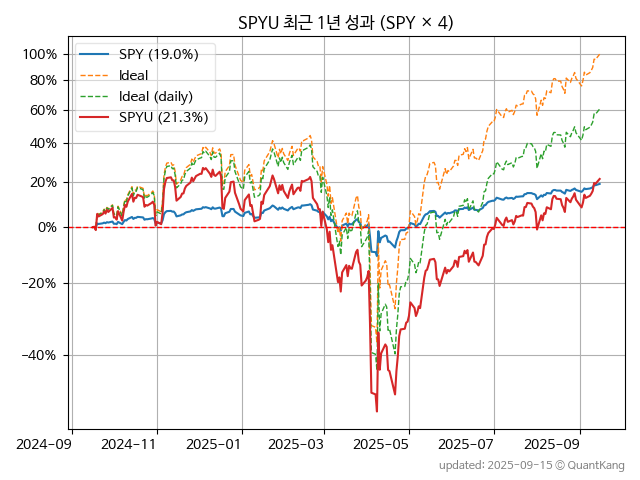 SPYU 최근 1년 성과 (SPY × 4)
SPY (19.0%)
Ideal
Ideal (daily)
SPYU (21.3%)
100%
80%
60%
40%
20%
0%
−20%
−40%
2024-09
2024-11
2025-01
2025-03
2025-05
2025-07
2025-09
updated: 2025-09-15 ⓒ QuantKang